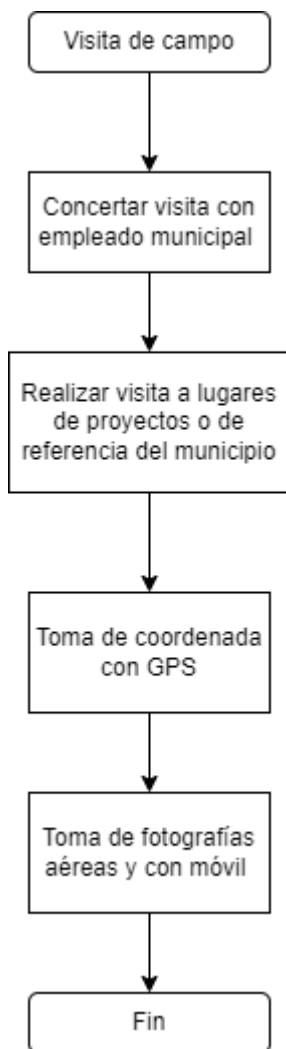 Visita de campo
Concertar visita con
empleado municipal
Realizar visita a lugares
de proyectos o de
referencia del municipio
Toma de coordenada
con GPS
Toma de fotografías
aéreas y con móvil
Fin